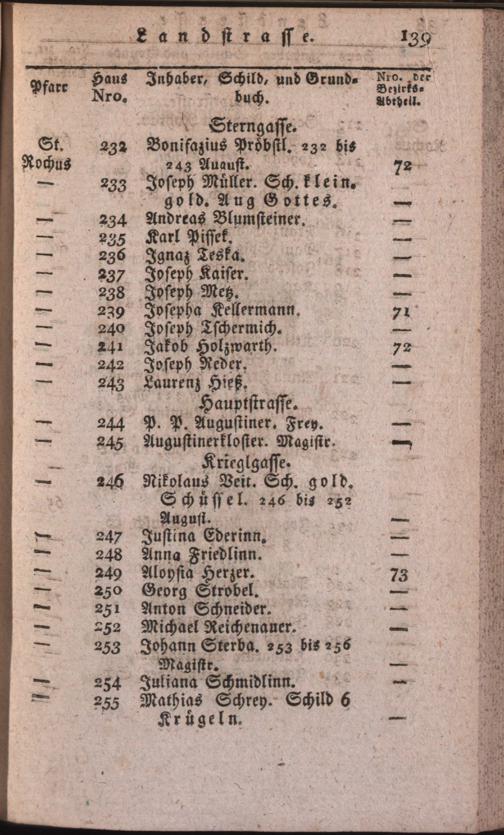 Landstrasse. 139
Pfarr Haus Nro. Inhaber, Schild, und Grund-buch. Nro. der Bezirks-Abtheil.
Sterngasse.
St. 232 Bonifazius Pröbstl. 232 bis
Rochus 243 August. 72
— 233 Joseph Müller. Sch. klein.
gold. Aug Gottes. —
— 234 Andreas Blumsteiner. —
— 235 Karl Pissek. —
— 236 Ignaz Teska. —
— 237 Joseph Kaiser. —
— 238 Joseph Metz. —
— 239 Josepha Kellermann. 71
— 240 Joseph Tschermich. —
— 241 Jakob Holzwarth. 72
— 242 Joseph Reder. —
— 243 Laurenz Hieß. —
Hauptstrasse.
— 244 P. P. Augustiner. Frey. —
— 245 Augustinerkloster. Magistr. —
Krieglgasse.
— 246 Nikolaus Veit. Sch. gold.
Schüssel. 246 bis 252
August. —
— 247 Justina Ederinn. —
— 248 Anna Friedlinn. —
— 249 Aloysia Herzer. 73
— 250 Georg Strobel. —
— 251 Anton Schneider. —
— 252 Michael Reichenauer. —
— 253 Johann Sterba. 253 bis 256
Magistr. —
— 254 Juliana Schmidlinn. —
— 255 Mathias Schrey. Schild 6
Krügeln. —